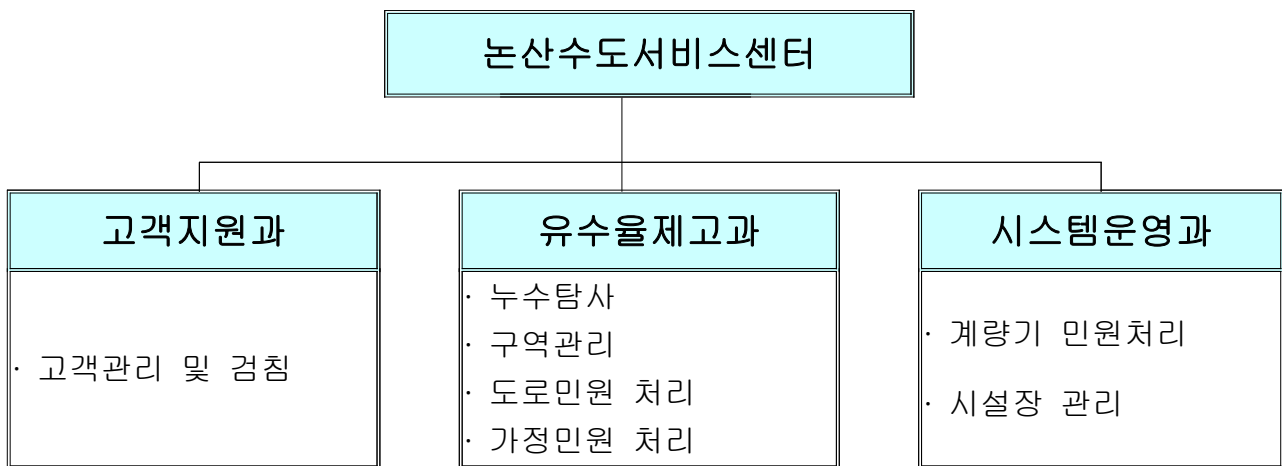 논산수도서비스센터
고객지원과
· 고객관리 및 검침
유수율제고과
· 누수탐사
· 구역관리
· 도로민원 처리
· 가정민원 처리
시스템운영과
· 계량기 민원처리
· 시설장 관리